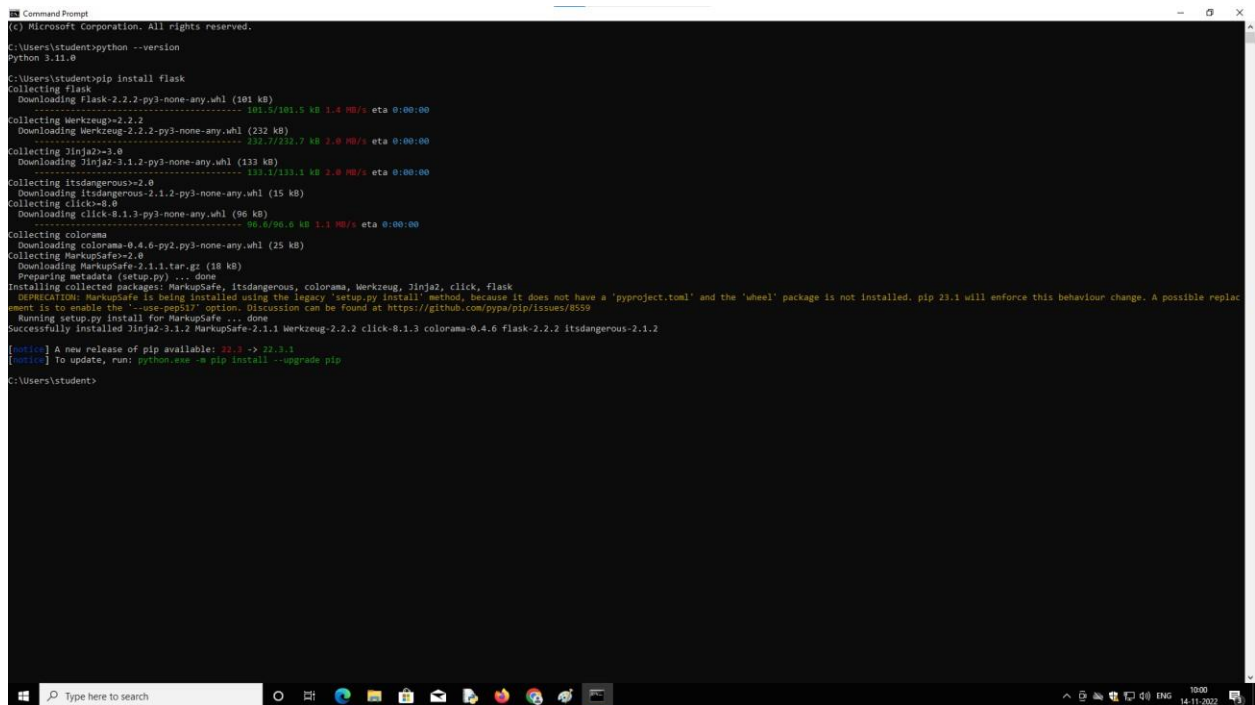 Command Prompt
(c) Microsoft Corporation. All rights reserved.
C:\Users\student>python --version
Python 3.11.0
C:\Users\student>pip install flask
Collecting flask
Downloading Flask-2.2.2-py3-none-any.whl (101 kB)
---------------------------------------- 101.5/101.5 kB 1.4 MB/s eta 0:00:00
Collecting Werkzeug>=2.2.2
Downloading Werkzeug-2.2.2-py3-none-any.whl (232 kB)
---------------------------------------- 232.7/232.7 kB 2.0 MB/s eta 0:00:00
Collecting Jinja2>=3.0
Downloading Jinja2-3.1.2-py3-none-any.whl (133 kB)
---------------------------------------- 133.1/133.1 kB 2.0 MB/s eta 0:00:00
Collecting itsdangerous>=2.0
Downloading itsdangerous-2.1.2-py3-none-any.whl (15 kB)
Collecting click>=8.0
Downloading click-8.1.3-py3-none-any.whl (96 kB)
---------------------------------------- 96.6/96.6 kB 1.1 MB/s eta 0:00:00
Collecting colorama
Downloading colorama-0.4.6-py2.py3-none-any.whl (25 kB)
Collecting MarkupSafe>=2.0
Downloading MarkupSafe-2.1.1.tar.gz (18 kB)
Preparing metadata (setup.py) ... done
Installing collected packages: MarkupSafe, itsdangerous, colorama, Werkzeug, Jinja2, click, flask
DEPRECATION: MarkupSafe is being installed using the legacy 'setup.py install' method, because it does not have a 'pyproject.toml' and the 'wheel' package is not installed. pip 23.1 will enforce this behaviour change. A possible replac
ement is to enable the '--use-pep517' option. Discussion can be found at https://github.com/pypa/pip/issues/8559
Running setup.py install for MarkupSafe ... done
Successfully installed Jinja2-3.1.2 MarkupSafe-2.1.1 Werkzeug-2.2.2 click-8.1.3 colorama-0.4.6 flask-2.2.2 itsdangerous-2.1.2
[notice] A new release of pip available: 22.3 -> 22.3.1
[notice] To update, run: python.exe -m pip install --upgrade pip
C:\Users\student>
Type here to search
ENG
10:00
14-11-2022